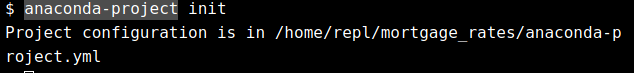 $ anaconda-project init
Project configuration is in /home/repl/mortgage_rates/anaconda-p
roject.yml